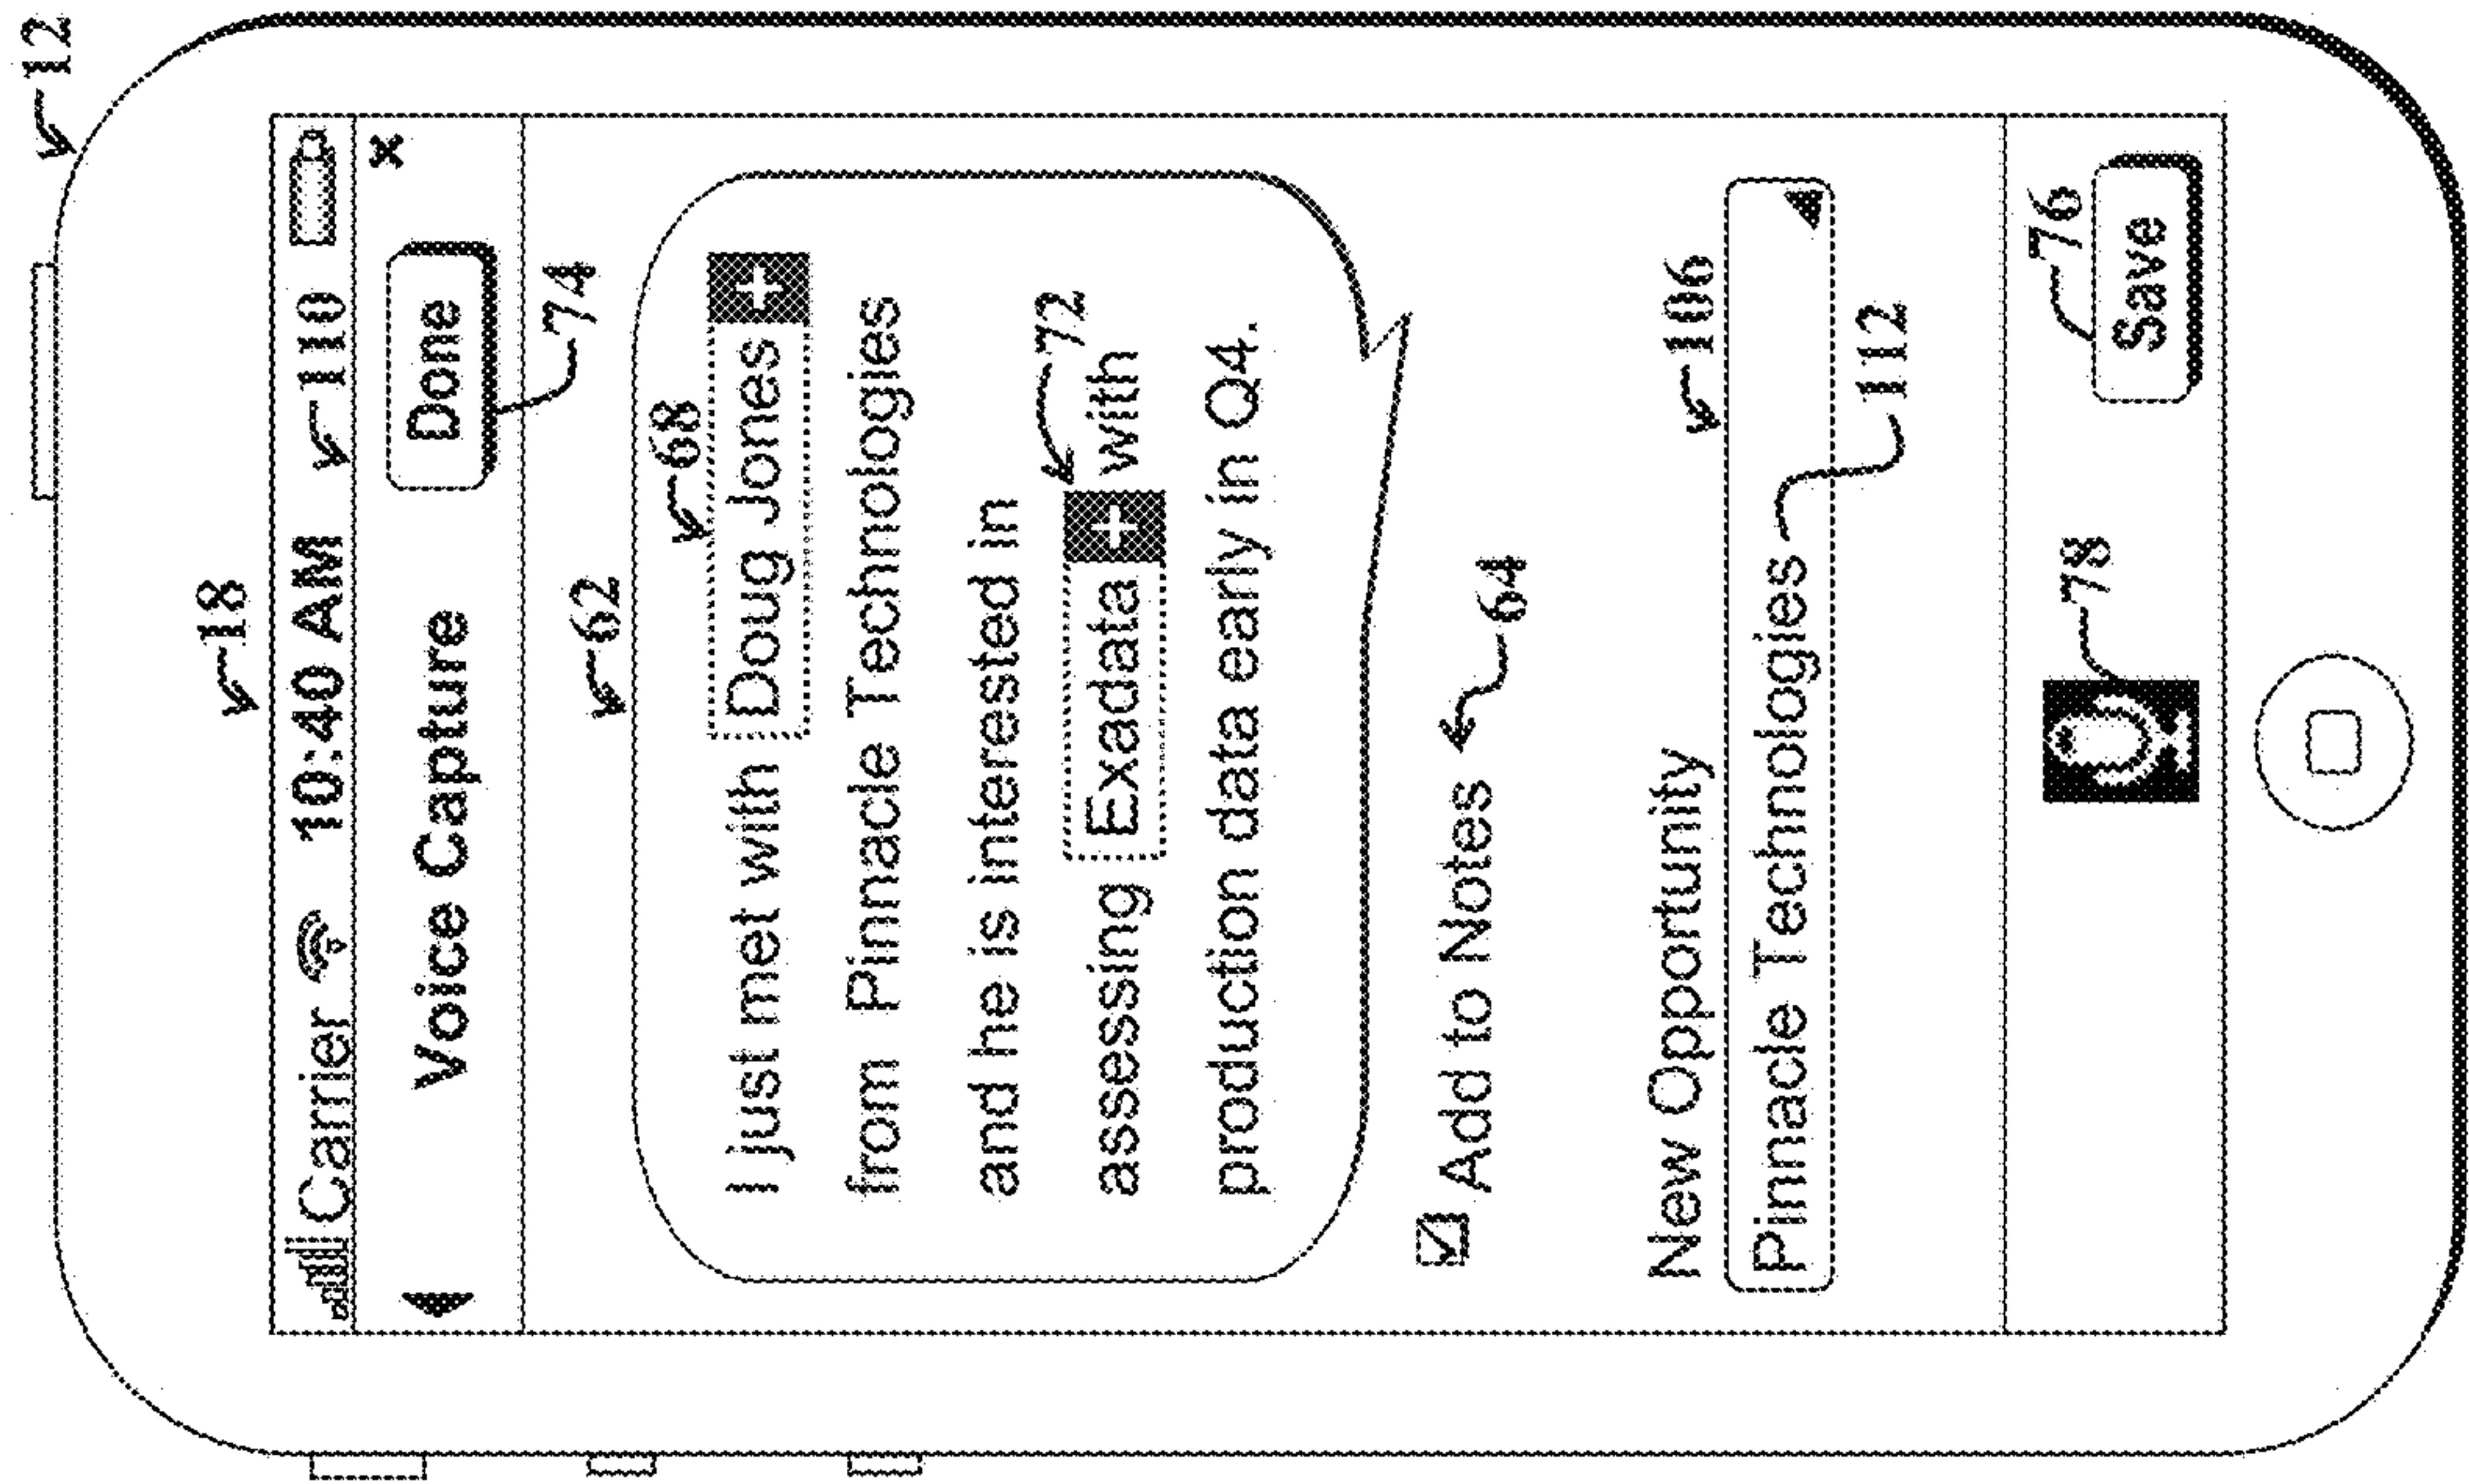 12
18
Carrier 10:40 AM 110
Voice Capture Done x
74
62
68
I just met with Doug Jones +
from Pinnacle Technologies
and he is interested in
72
assessing Exadata + with
production data early in Q4.
Add to Notes 64
New Opportunity 106
Pinnacle Technologies
112
76
78
Save